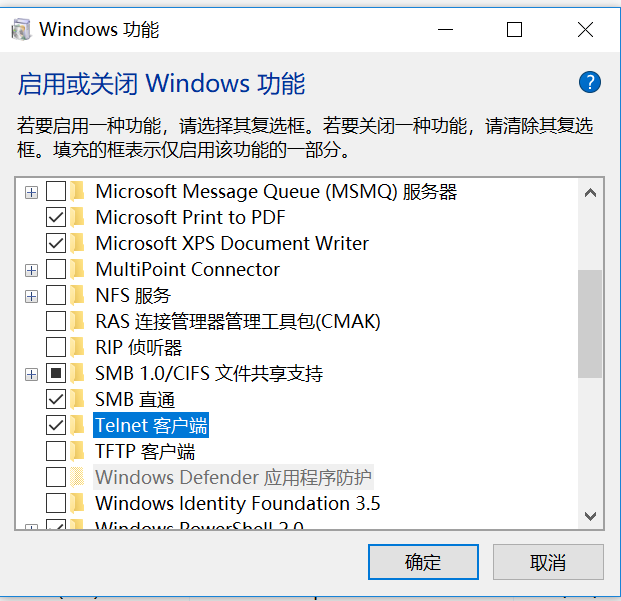 Windows 功能
启用或关闭 Windows 功能
若要启用一种功能，请选择其复选框。若要关闭一种功能，请清除其复选
框。填充的框表示仅启用该功能的一部分。
Microsoft Message Queue (MSMQ) 服务器
Microsoft Print to PDF
Microsoft XPS Document Writer
MultiPoint Connector
NFS 服务
RAS 连接管理器管理工具包(CMAK)
RIP 侦听器
SMB 1.0/CIFS 文件共享支持
SMB 直通
Telnet 客户端
TFTP 客户端
Windows Defender 应用程序防护
Windows Identity Foundation 3.5
Windows PowerShell 2.0
确定
取消